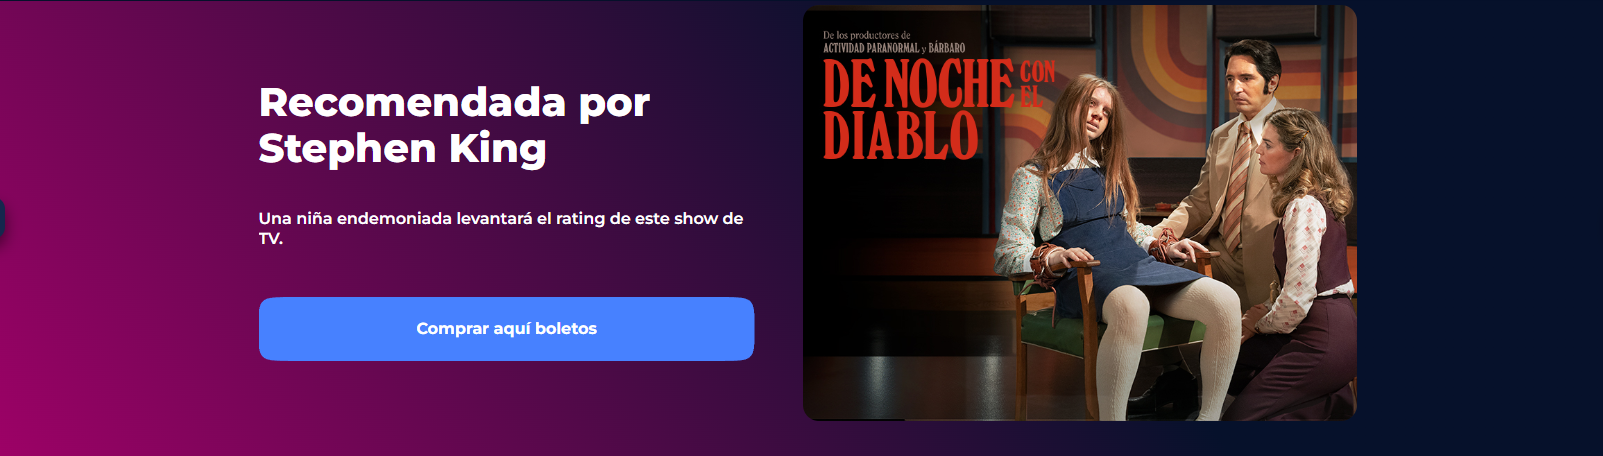 Recomendada por
Stephen King
Una niña endemoniada levantará el rating de este show de
TV.
Comprar aquí boletos
De los productores de
ACTIVIDAD PARANORMAL y BÁRBARO
DE NOCHE CON
EL
DIABLO